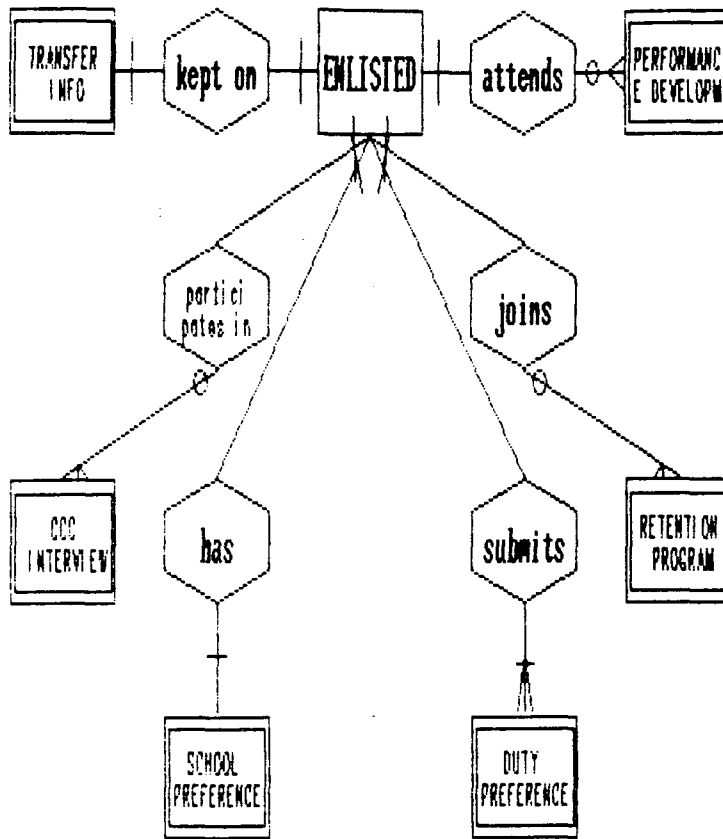 TRANSFER
INFO
kept on
ENLISTED
attends
PERFORMANC
E DEVELOPM
partici
pates in
joins
CCC
INTERVIEW
has
submits
RETENTION
PROGRAM
SCHOOL
PREFERENCE
DUTY
PREFERENCE